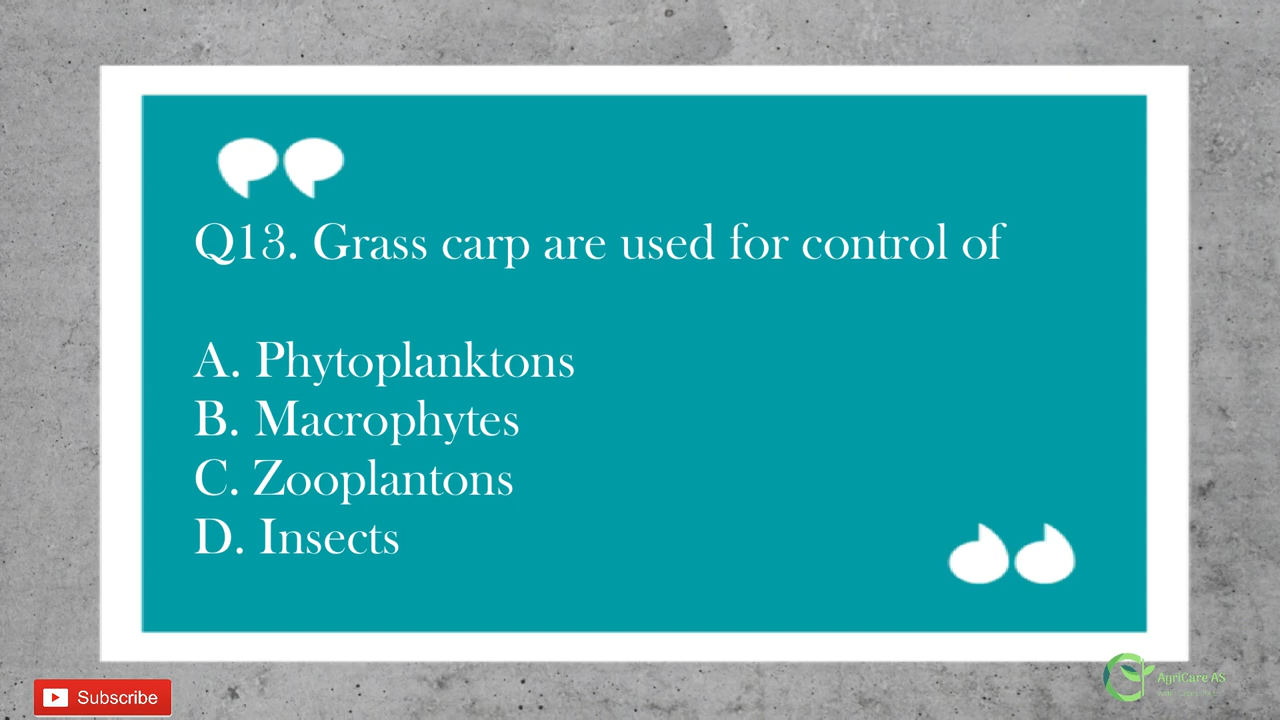 Q13. Grass carp are used for control of
A. Phytoplanktons
B. Macrophytes
C. Zooplantons
D. Insects
Subscribe
AgriCare AS